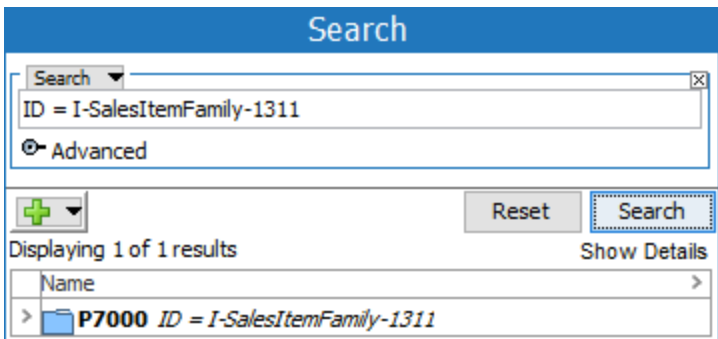 Search
Search
ID = I-SalesItemFamily-1311
Advanced
Reset Search
Displaying 1 of 1 results Show Details
Name >
> P7000 ID = I-SalesItemFamily-1311